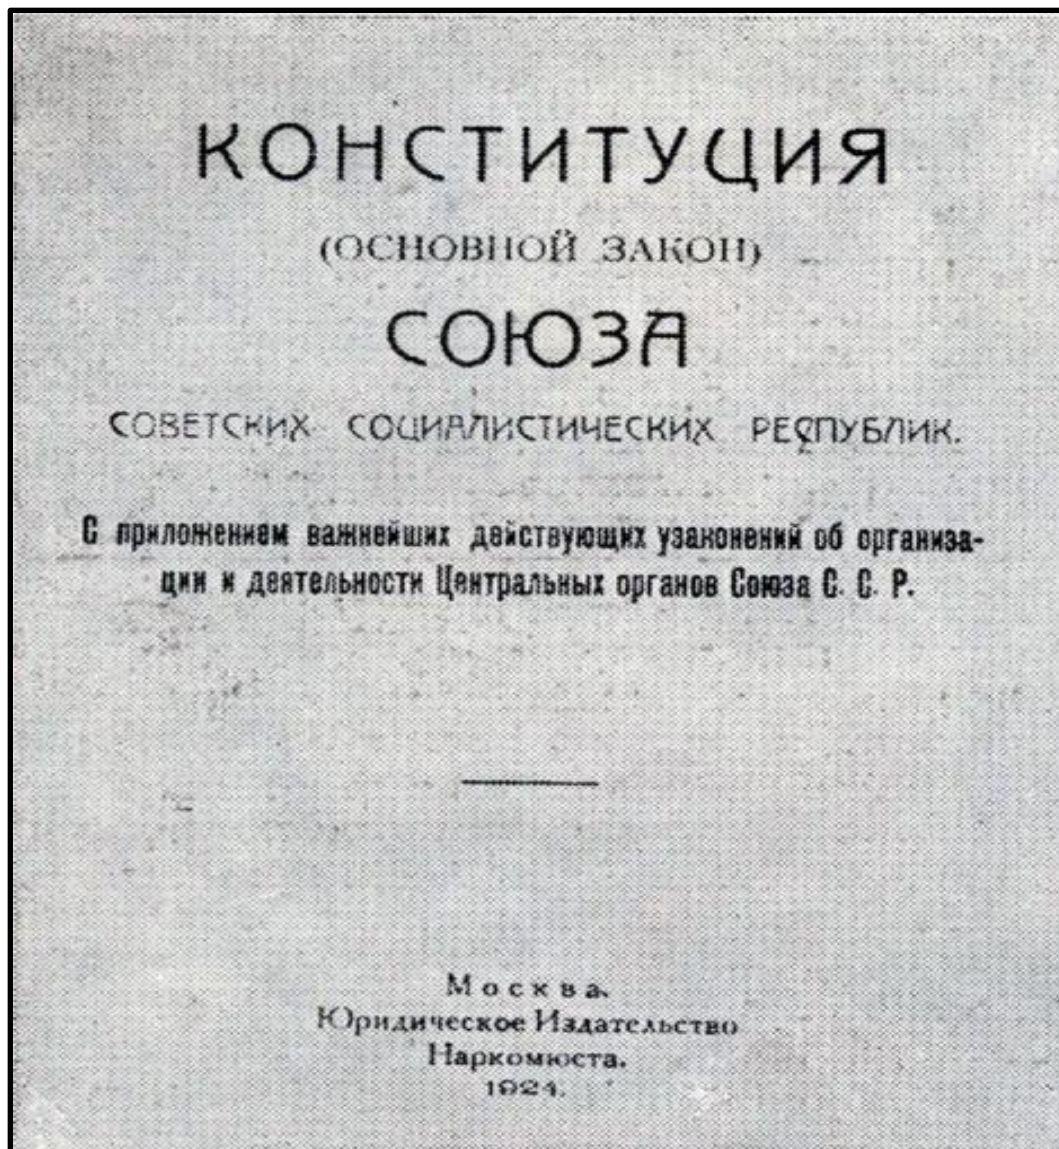 КОНСТИТУЦИЯ
(ОСНОВНОЙ ЗАКОН)
СОЮЗА
СОВЕТСКИХ СОЦИАЛИСТИЧЕСКИХ РЕСПУБЛИК.
С приложением важнейших действующих узаконений об организа-
ции и деятельности Центральных органов Союза С. С. Р.
Москва.
Юридическое Издательство
Наркомюста.
1924.